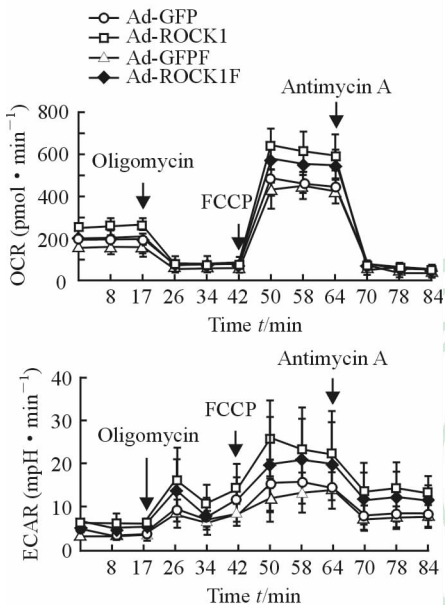 Ad-GFP
Ad-ROCK1
Ad-GFPF
Ad-ROCK1F
Antimycin A
Oligomycin
FCCP
800
600
400
200
0
OCR (pmol • min⁻¹)
8 17 26 34 42 50 58 64 70 78 84
Time t/min
Antimycin A
FCCP
Oligomycin
40
30
20
10
0
ECAR (mpH • min⁻¹)
8 17 26 34 42 50 58 64 70 78 84
Time t/min